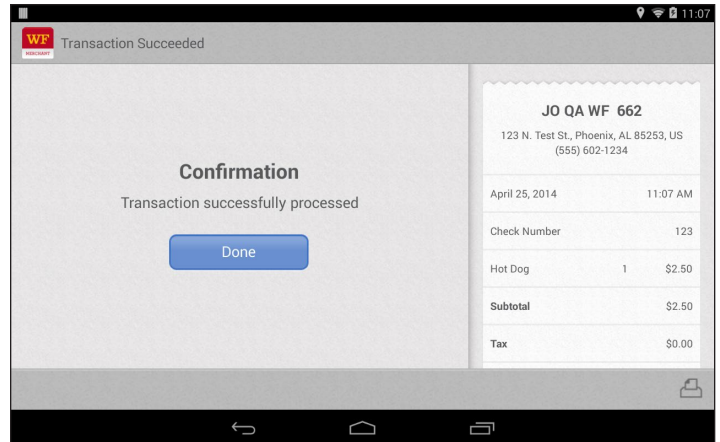 11:07
WF
MERCHANT
Transaction Succeeded
Confirmation
Transaction successfully processed
Done
JO QA WF 662
123 N. Test St., Phoenix, AL 85253, US
(555) 602-1234
April 25, 2014 11:07 AM
Check Number 123
Hot Dog 1 $2.50
Subtotal $2.50
Tax $0.00